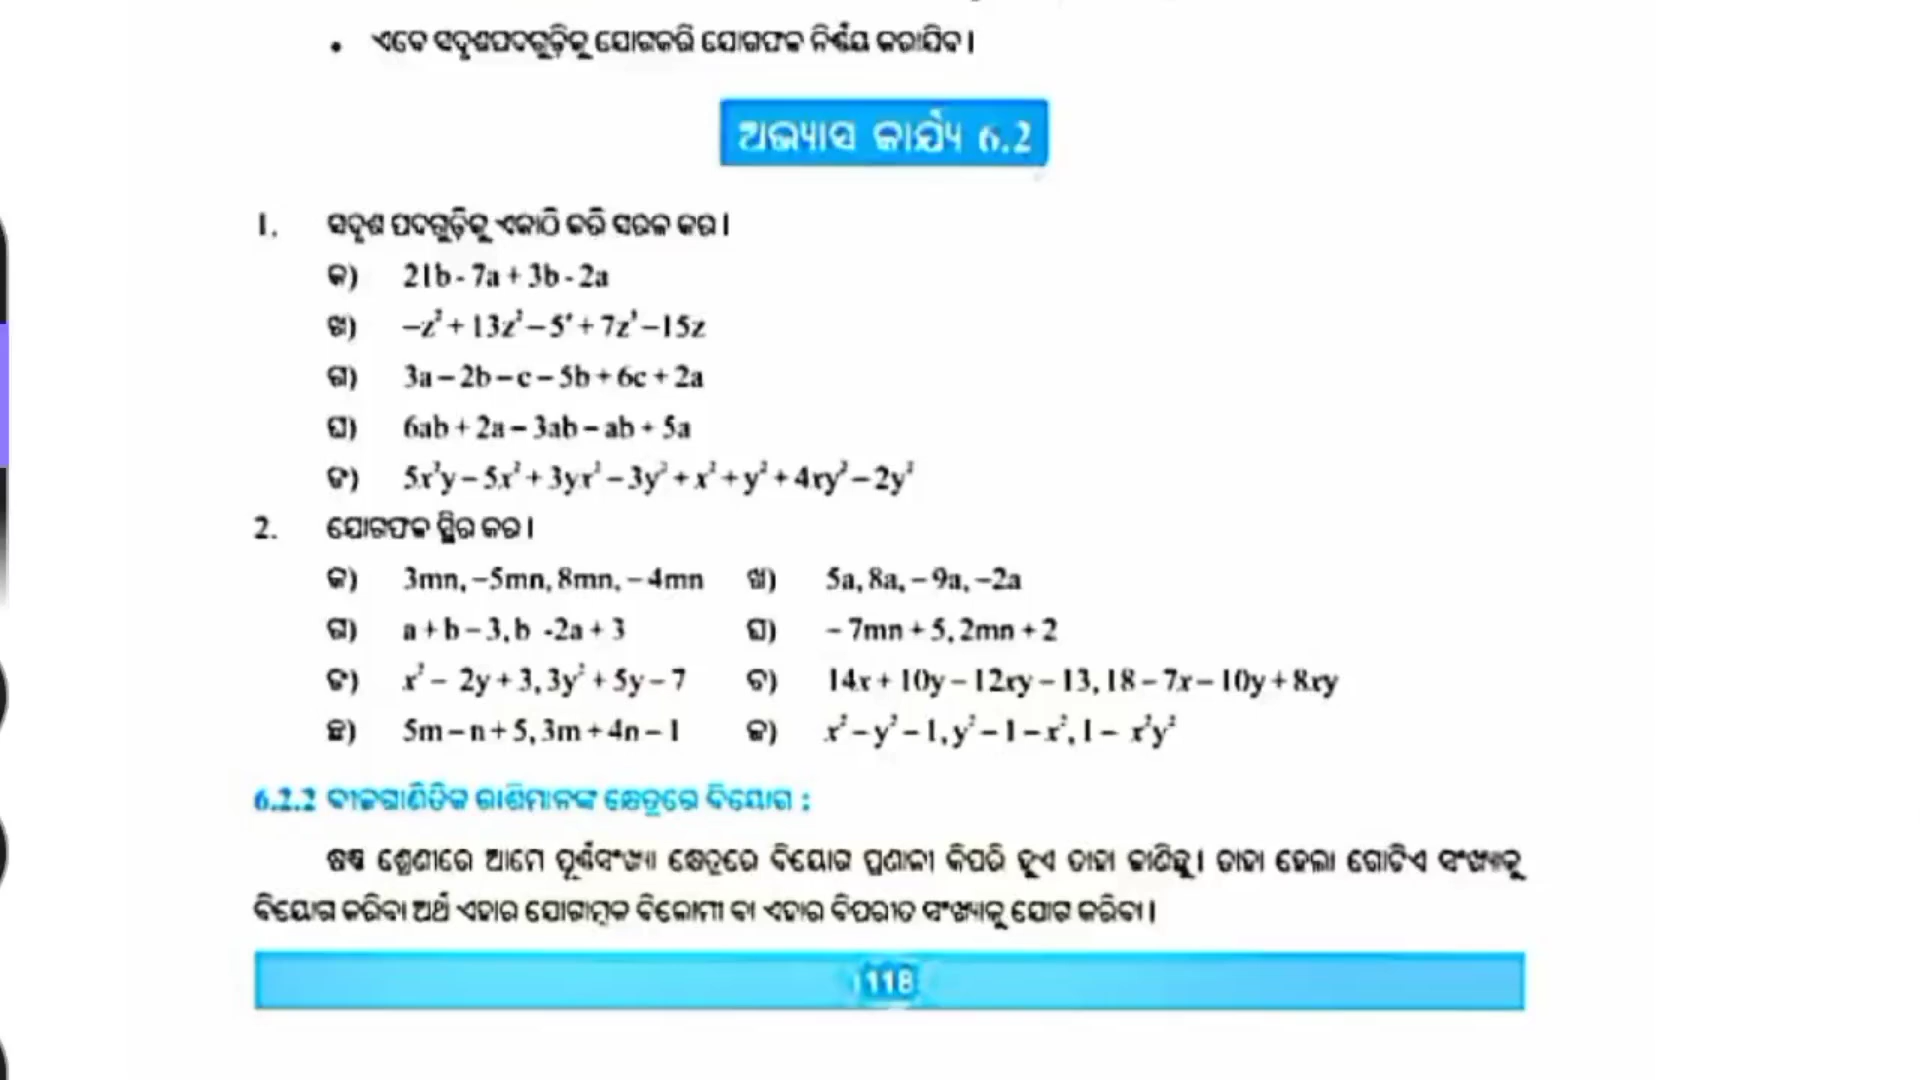 • ଏବେ ସଦୃଶପଦଗୁଡ଼ିକୁ ଯୋଗକରି ଯୋଗଫଳ ନିର୍ଣ୍ଣୟ କରାଯିବ।
ଅଭ୍ୟାସ କାର୍ଯ୍ୟ 6.2
1. ସଦୃଶ ପଦଗୁଡ଼ିକୁ ଏକାଠି କରି ସରଳ କର।
କ) 21b - 7a + 3b - 2a
ଖ) –z² + 13z² – + 7z³ –15z
ଗ) 3a – 2b – c – 5b + 6c + 2a
ଘ) 6ab + 2a – 3ab – ab + 5a
ଙ) 5x²y – 5x² + 3yx² – 3y² + x² + y² + 4xy² – 2y²
2. ଯୋଗଫଳ ସ୍ଥିର କର।
କ) 3mn, –5mn, 8mn, – 4mn ଖ) 5a, 8a, – 9a, –2a
ଗ) a + b – 3, b -2a + 3 ଘ) – 7mn + 5, 2mn + 2
ଙ) x² – 2y + 3, 3y² + 5y – 7 ଚ) 14x + 10y – 12xy – 13, 18 – 7x – 10y + 8xy
ଛ) 5m – n + 5, 3m + 4n – 1 ଜ) x² – y² – 1, y² – 1 – x², 1 – x²y²
6.2.2 ବୀଜଗାଣିତିକ ରାଶିମାନଙ୍କ କ୍ଷେତ୍ରରେ ବିୟୋଗ :
ଷଷ୍ଠ ଶ୍ରେଣୀରେ ଆମେ ପୂର୍ଣ୍ଣସଂଖ୍ୟା କ୍ଷେତ୍ରରେ ବିୟୋଗ ପ୍ରଣାଳୀ କିପରି ହୁଏ ତାହା ଜାଣିଛୁ। ତାହା ହେଲା ଗୋଟିଏ ସଂଖ୍ୟାକୁ
ବିୟୋଗ କରିବା ଅର୍ଥ ଏହାର ଯୋଗାତ୍ମକ ବିଲୋମୀ ବା ଏହାର ବିପରୀତ ସଂଖ୍ୟାକୁ ଯୋଗ କରିବା।
118